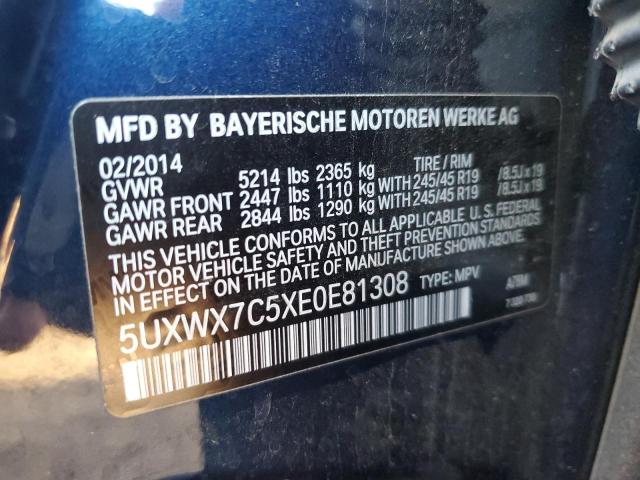 MFD BY BAYERISCHE MOTOREN WERKE AG
02/2014 TIRE / RIM
GVWR 5214 lbs 2365 kg
GAWR FRONT 2447 lbs 1110 kg WITH 245/45 R19 /8.5J x 19
GAWR REAR 2844 lbs 1290 kg WITH 245/45 R19 /8.5J x 19
THIS VEHICLE CONFORMS TO ALL APPLICABLE U.S. FEDERAL
MOTOR VEHICLE SAFETY AND THEFT PREVENTION STANDARDS
IN EFFECT ON THE DATE OF MANUFACTURE SHOWN ABOVE.
5UXWX7C5XE0E81308 TYPE: MPV